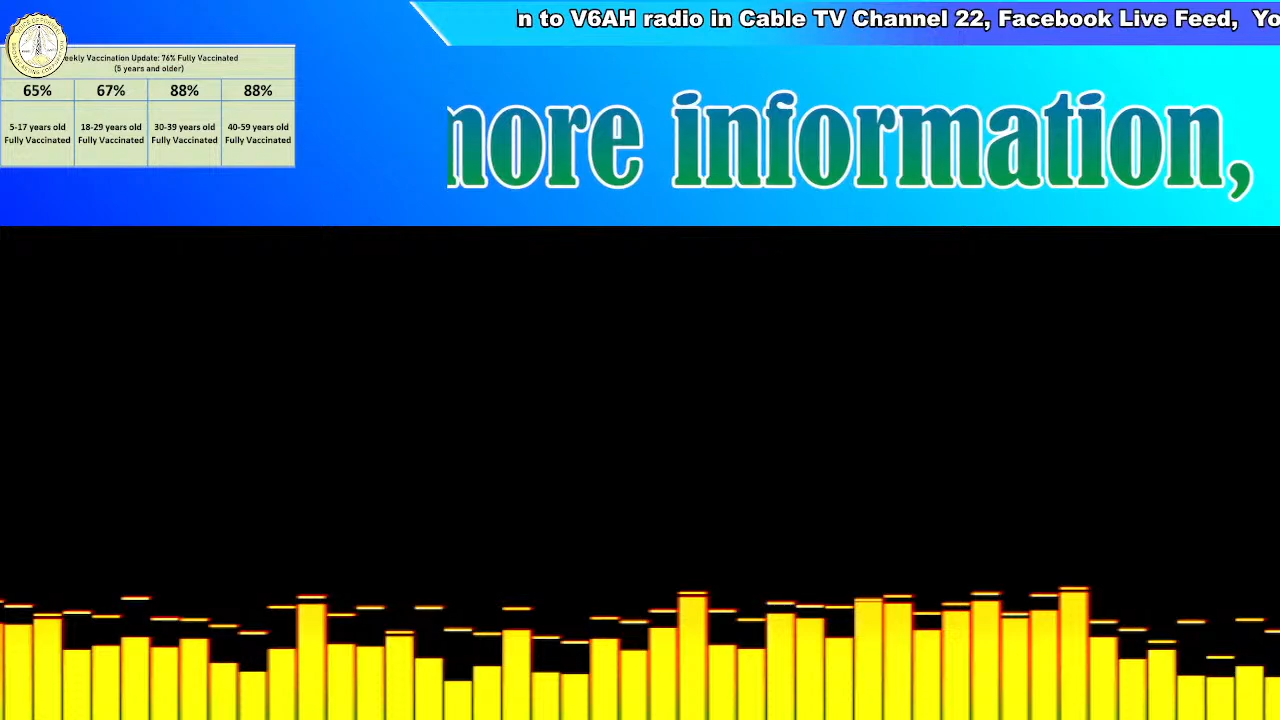 n to V6AH radio in Cable TV Channel 22, Facebook Live Feed, Yo
eekly Vaccination Update: 76% Fully Vaccinated
(5 years and older)
65% 67% 88% 88%
5-17 years old 18-29 years old 30-39 years old 40-59 years old
Fully Vaccinated Fully Vaccinated Fully Vaccinated Fully Vaccinated
nore information,